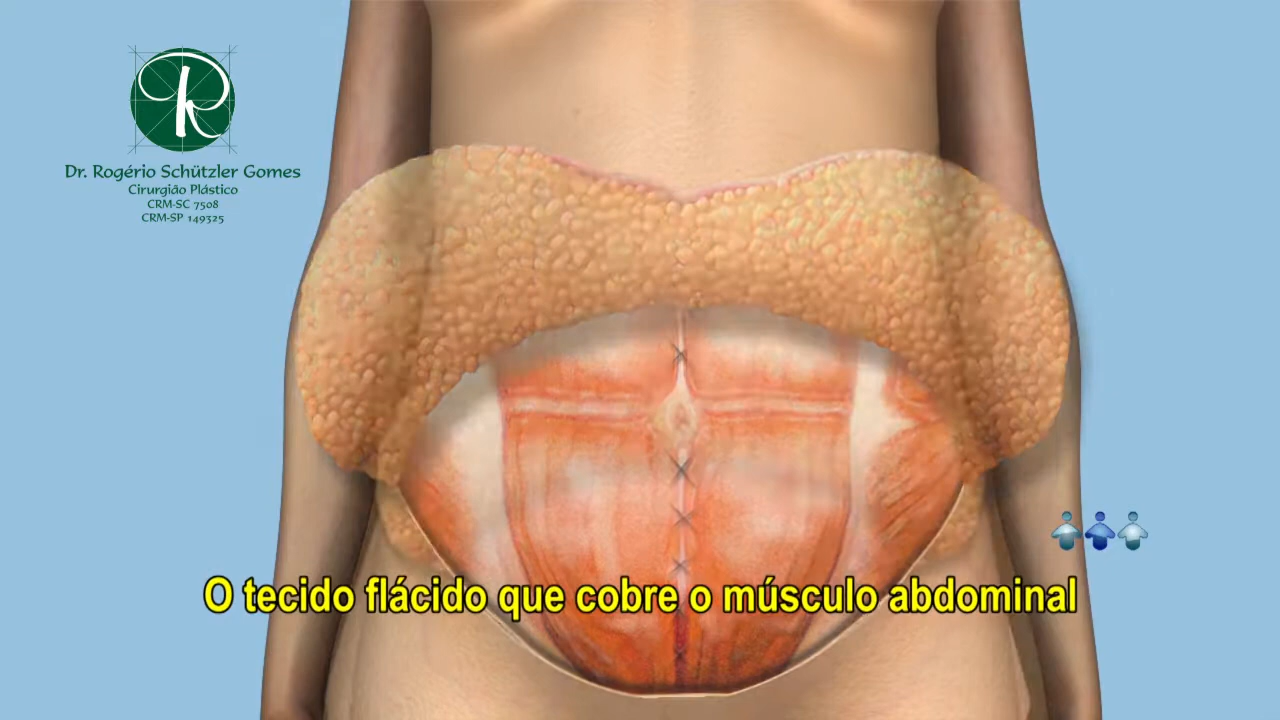 Dr. Rogério Schützler Gomes
Cirurgião Plástico
CRM-SC 7508
CRM-SP 149325
O tecido flácido que cobre o músculo abdominal